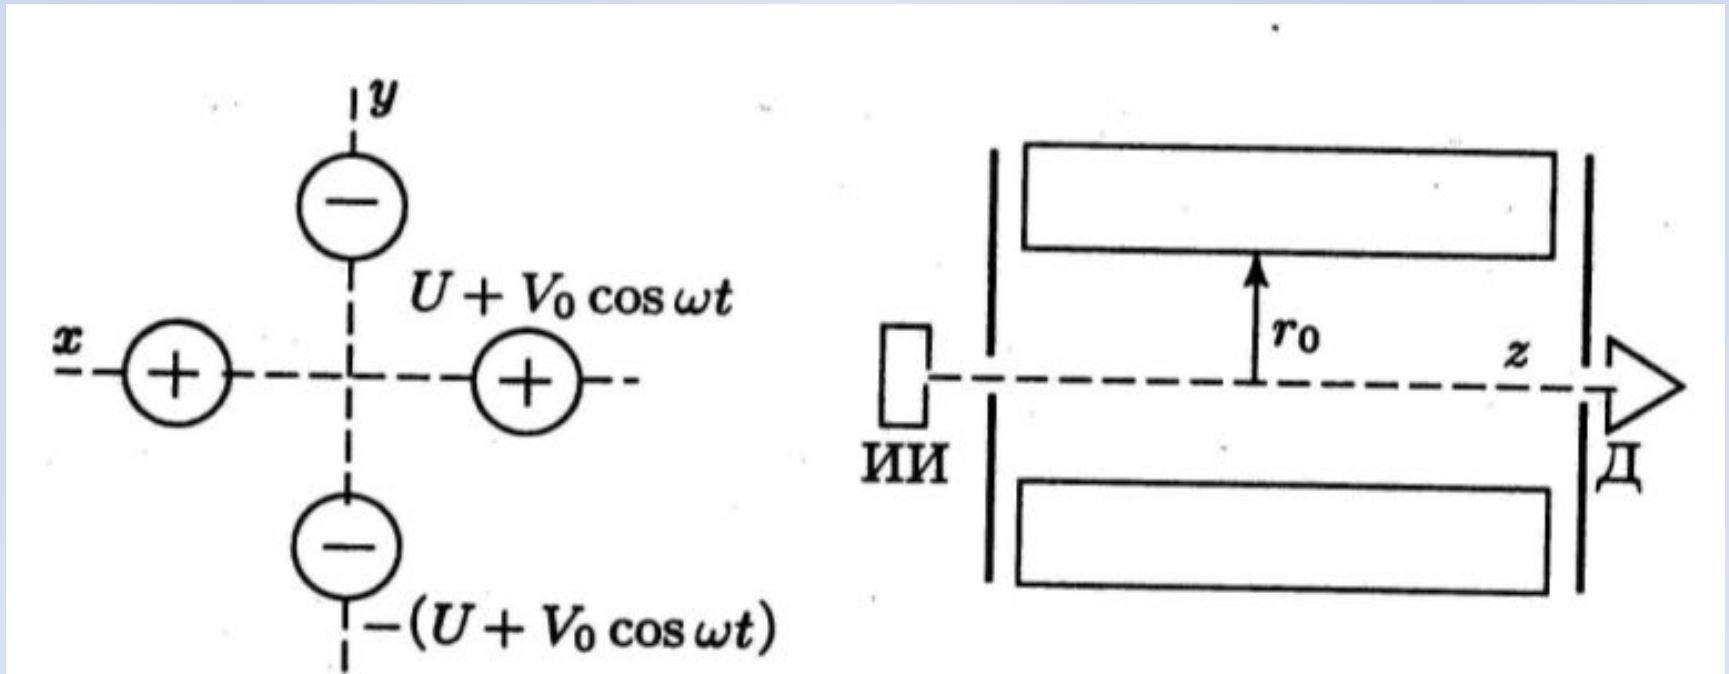 y
−
U + V₀ cos ωt
x
+
+
−
−(U + V₀ cos ωt)
r₀
z
ИИ
Д